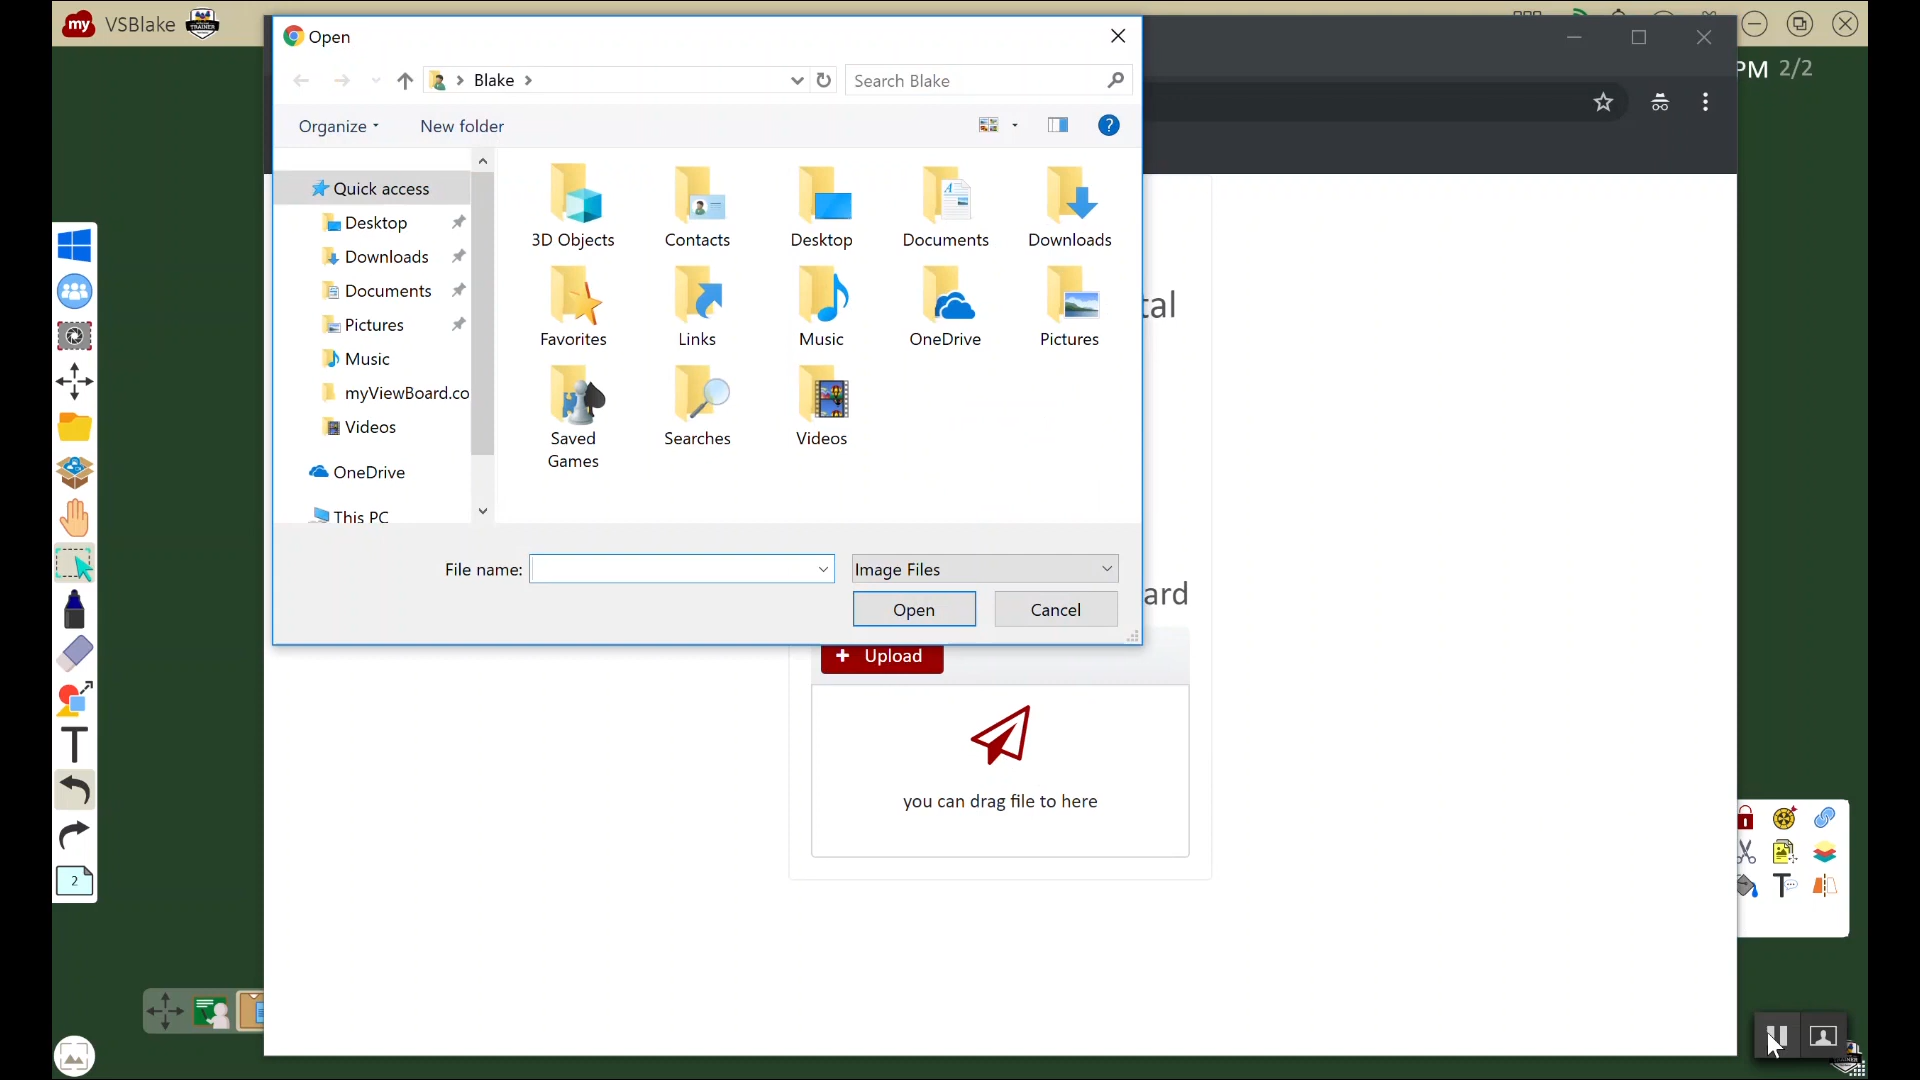 my VSBlake
Open
PM 2/2
Blake
Search Blake
Organize
New folder
?
Quick access
Desktop
Downloads
Documents
Pictures
Music
myViewBoard.co
Videos
OneDrive
This PC
3D Objects
Contacts
Desktop
Documents
Downloads
Favorites
Links
Music
OneDrive
Pictures
Saved
Games
Searches
Videos
tal
File name:
Image Files
Open
Cancel
ard
+ Upload
you can drag file to here
T
2